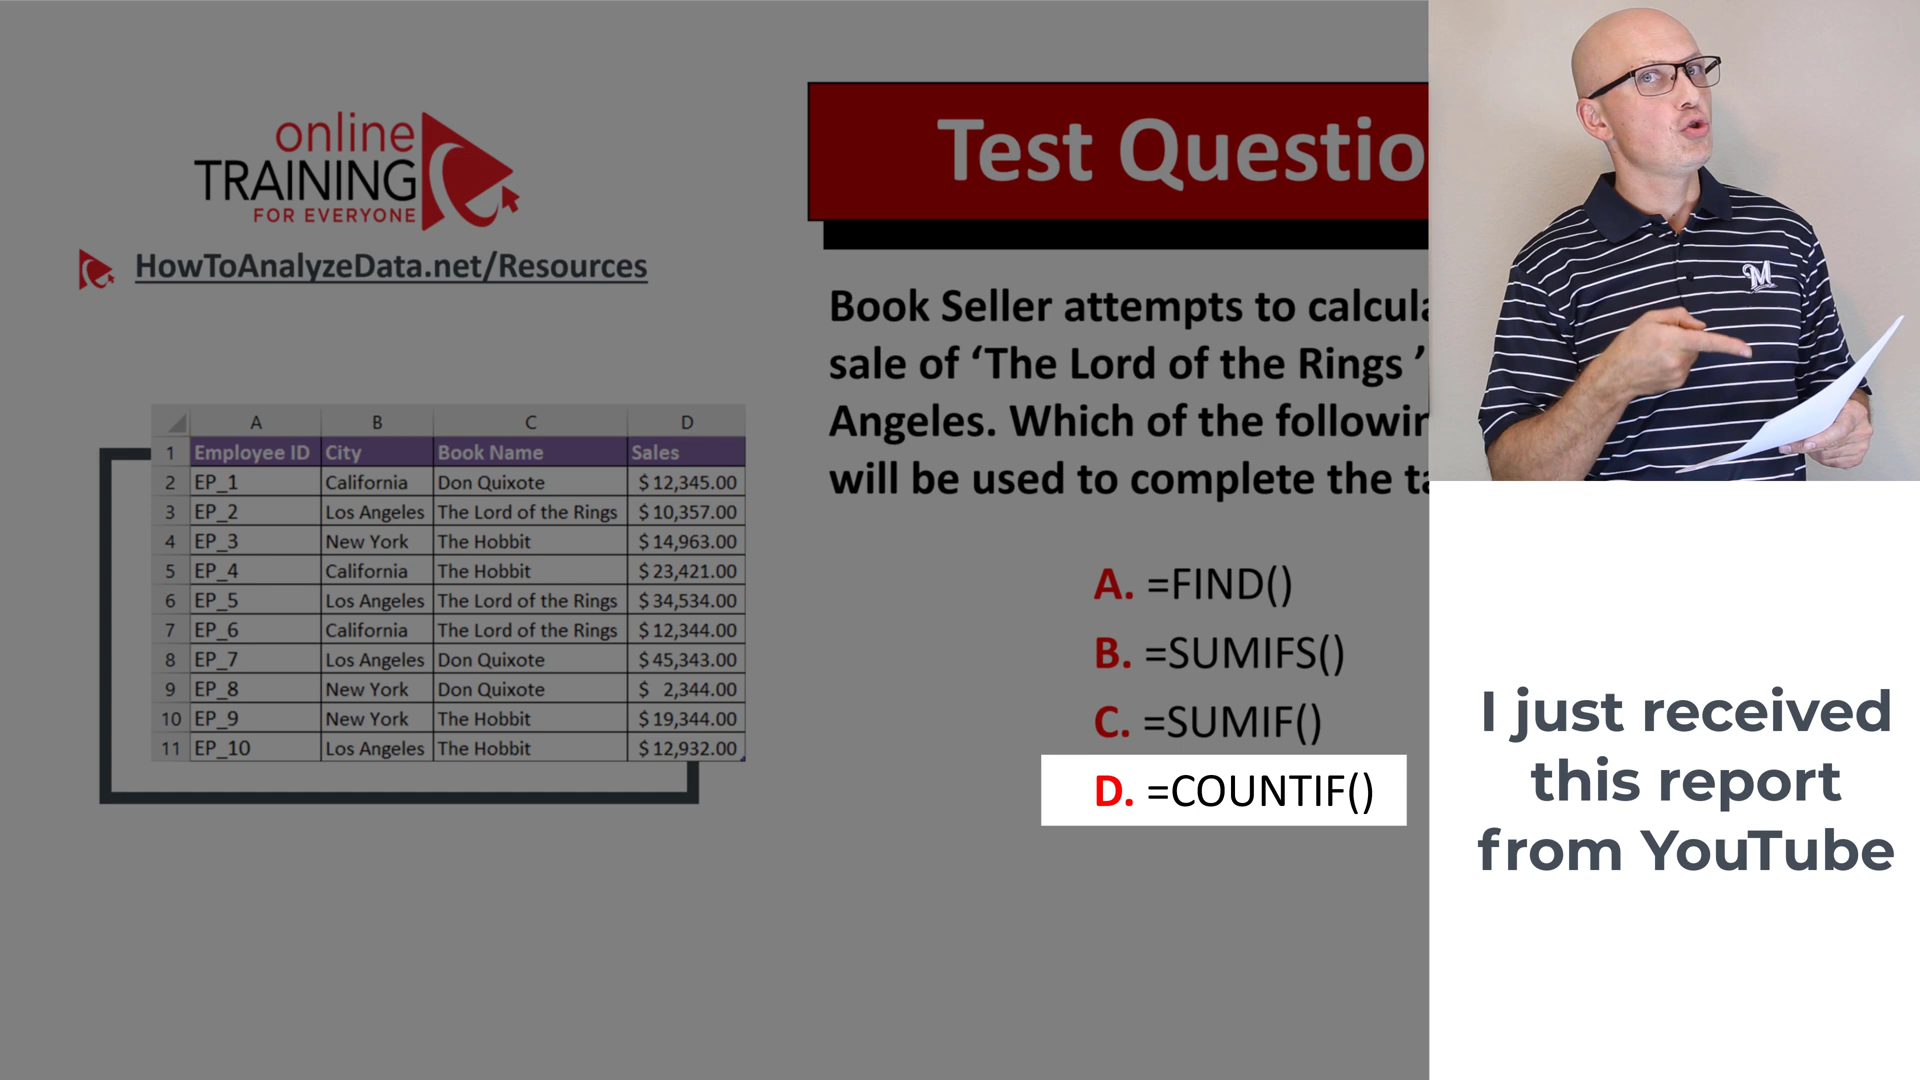 online
TRAINING
FOR EVERYONE
HowToAnalyzeData.net/Resources
A B C D
1 Employee ID City Book Name Sales
2 EP_1 California Don Quixote $ 12,345.00
3 EP_2 Los Angeles The Lord of the Rings $ 10,357.00
4 EP_3 New York The Hobbit $ 14,963.00
5 EP_4 California The Hobbit $ 23,421.00
6 EP_5 Los Angeles The Lord of the Rings $ 34,534.00
7 EP_6 California The Lord of the Rings $ 12,344.00
8 EP_7 Los Angeles Don Quixote $ 45,343.00
9 EP_8 New York Don Quixote $ 2,344.00
10 EP_9 New York The Hobbit $ 19,344.00
11 EP_10 Los Angeles The Hobbit $ 12,932.00
Test Questio
Book Seller attempts to calcula
sale of ‘The Lord of the Rings ’
Angeles. Which of the followin
will be used to complete the ta
A. =FIND()
B. =SUMIFS()
C. =SUMIF()
D. =COUNTIF()
M
I just received
this report
from YouTube